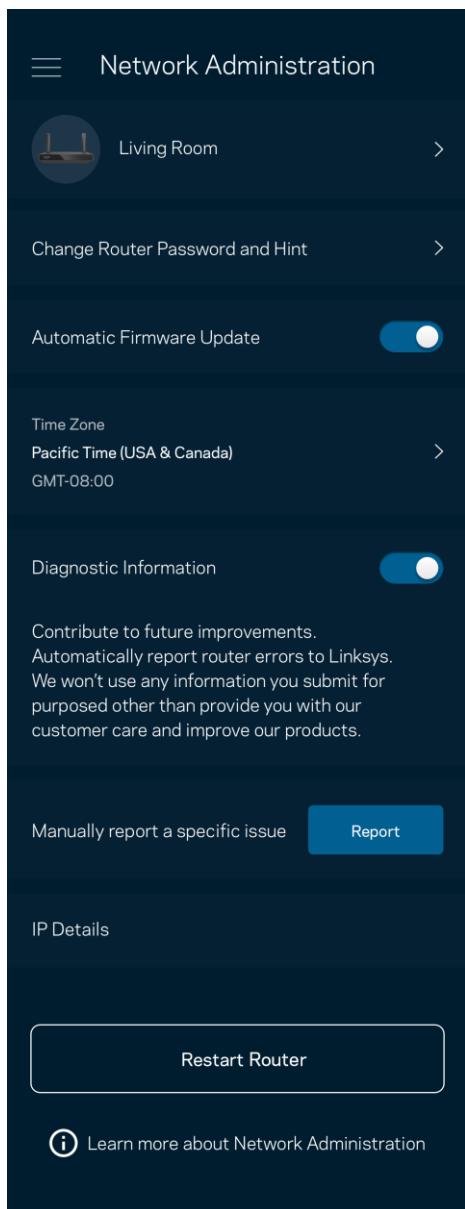 Network Administration
Living Room
Change Router Password and Hint
Automatic Firmware Update
Time Zone
Pacific Time (USA & Canada)
GMT-08:00
Diagnostic Information
Contribute to future improvements.
Automatically report router errors to Linksys.
We won't use any information you submit for
purposed other than provide you with our
customer care and improve our products.
Manually report a specific issue
Report
IP Details
Restart Router
Learn more about Network Administration